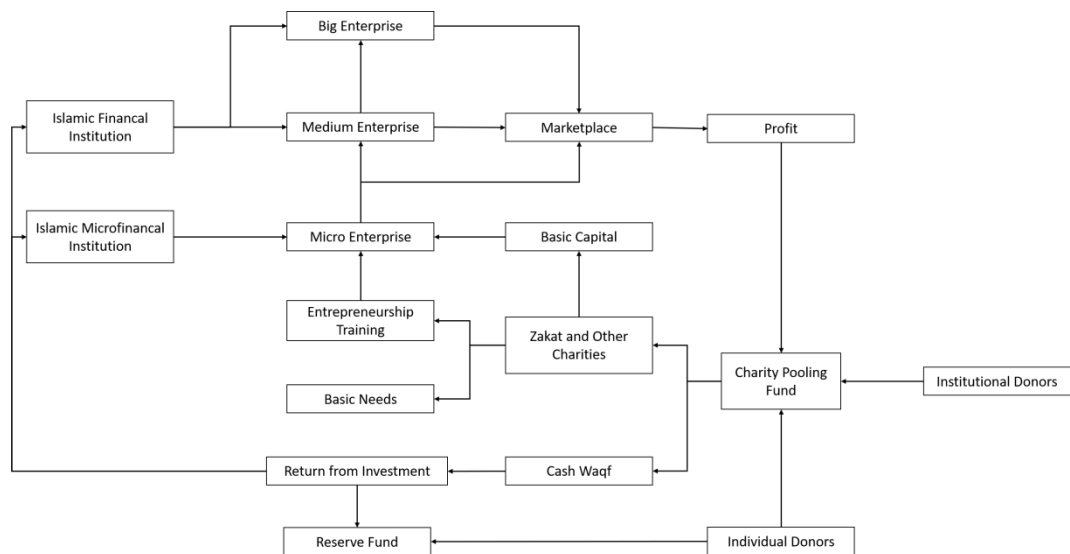 Big Enterprise
Islamic Financal
Institution
Medium Enterprise
Marketplace
Profit
Islamic Microfinancal
Institution
Micro Enterprise
Basic Capital
Entrepreneurship
Training
Zakat and Other
Charities
Charity Pooling
Fund
Institutional Donors
Basic Needs
Return from Investment
Cash Waqf
Reserve Fund
Individual Donors